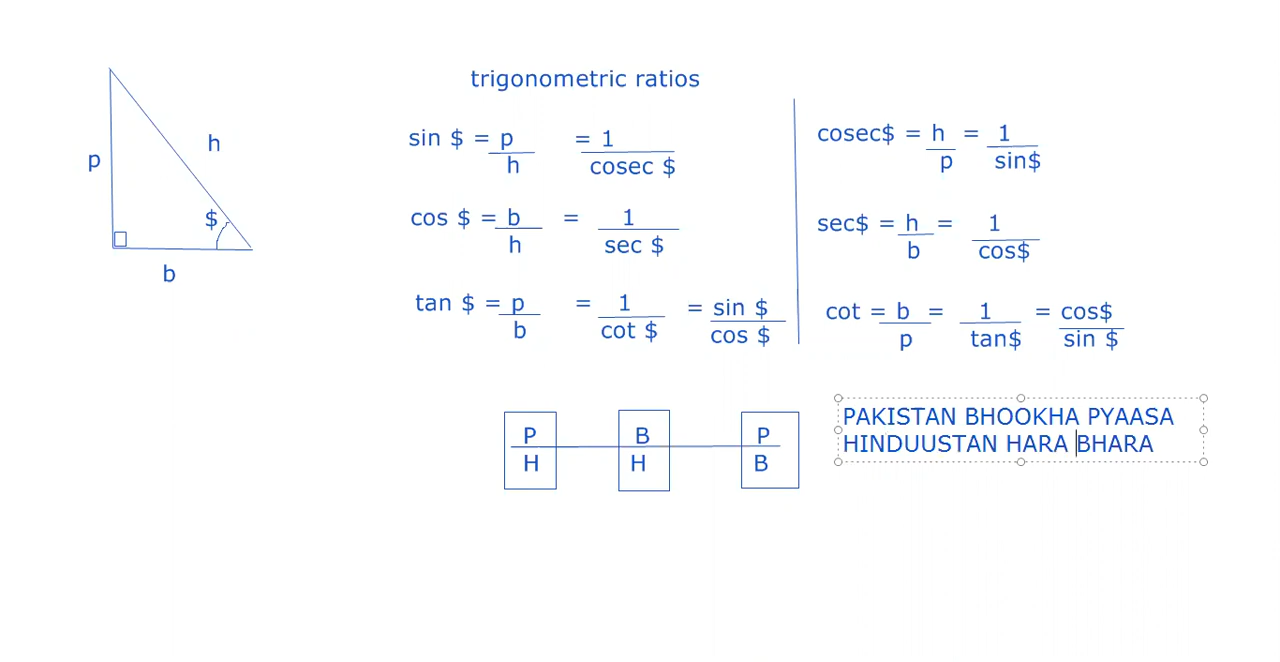 trigonometric ratios
p
h
$
b
sin $ = p/h = 1/cosec $
cos $ = b/h = 1/sec $
tan $ = p/b = 1/cot $ = sin $/cos $
cosec$ = h/p = 1/sin$
sec$ = h/b = 1/cos$
cot = b/p = 1/tan$ = cos$/sin $
P B P
H H B
PAKISTAN BHOOKHA PYAASA
HINDUUSTAN HARA BHARA